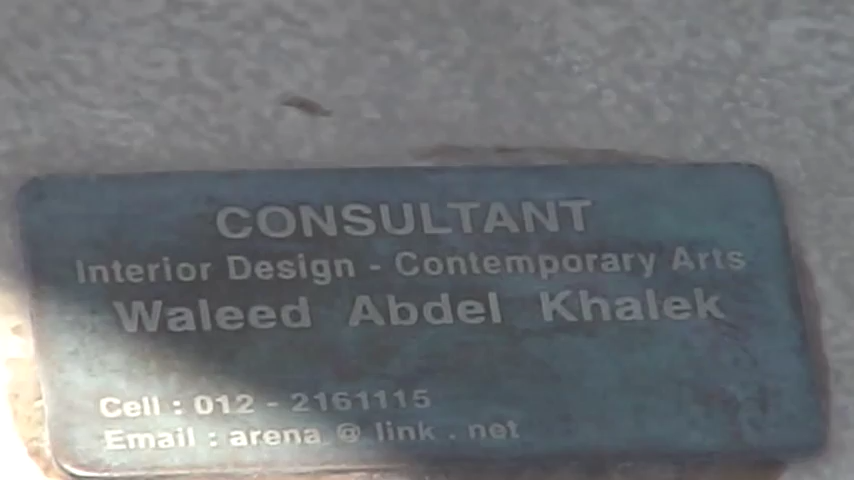 CONSULTANT
Interior Design - Contemporary Arts
Waleed Abdel Khalek
Cell : 012 - 2161115
Email : arena @ link . net